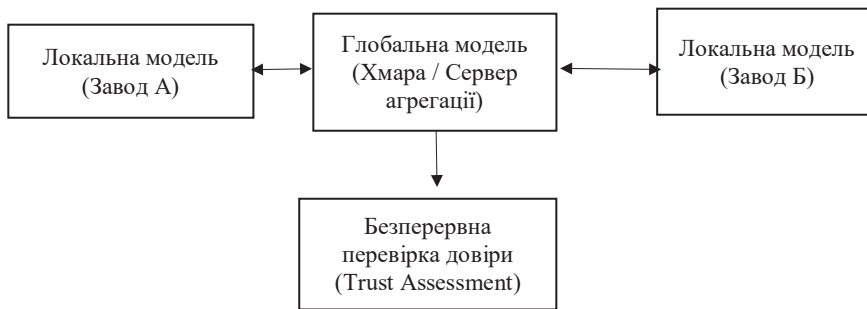 Локальна модель
(Завод А)
Глобальна модель
(Хмара / Сервер
агрегації)
Локальна модель
(Завод Б)
Безперервна
перевірка довіри
(Trust Assessment)